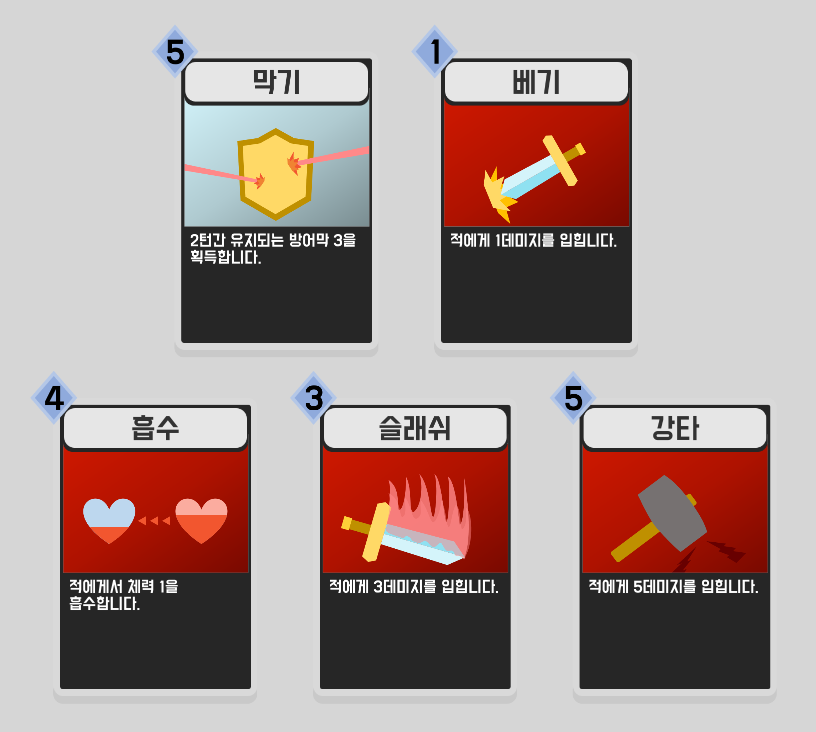 5
막기
2턴간 유지되는 방어막 3을
획득합니다.
1
베기
적에게 1데미지를 입힙니다.
4
흡수
적에게서 체력 1을
흡수합니다.
3
슬래쉬
적에게 3데미지를 입힙니다.
5
강타
적에게 5데미지를 입힙니다.